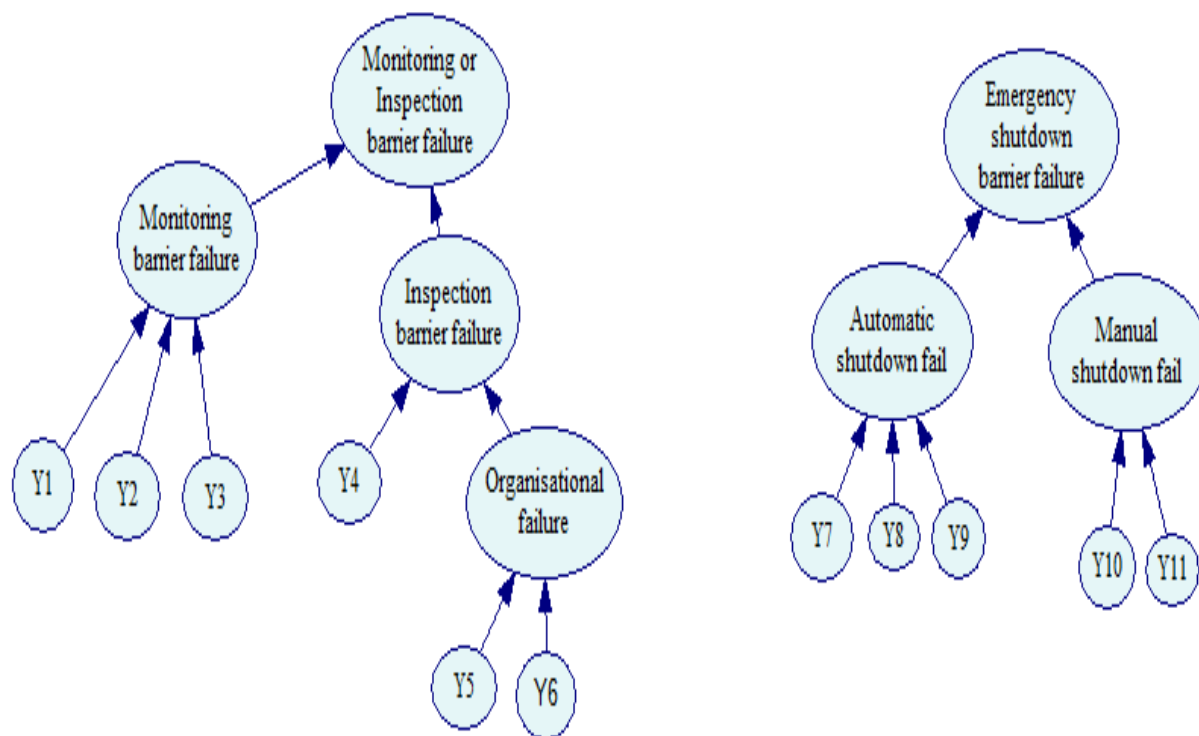 Monitoring or
Inspection
barrier failure
Monitoring
barrier failure
Inspection
barrier failure
Y1
Y2
Y3
Y4
Organisational
failure
Y5
Y6
Emergency
shutdown
barrier failure
Automatic
shutdown fail
Manual
shutdown fail
Y7
Y8
Y9
Y10
Y11